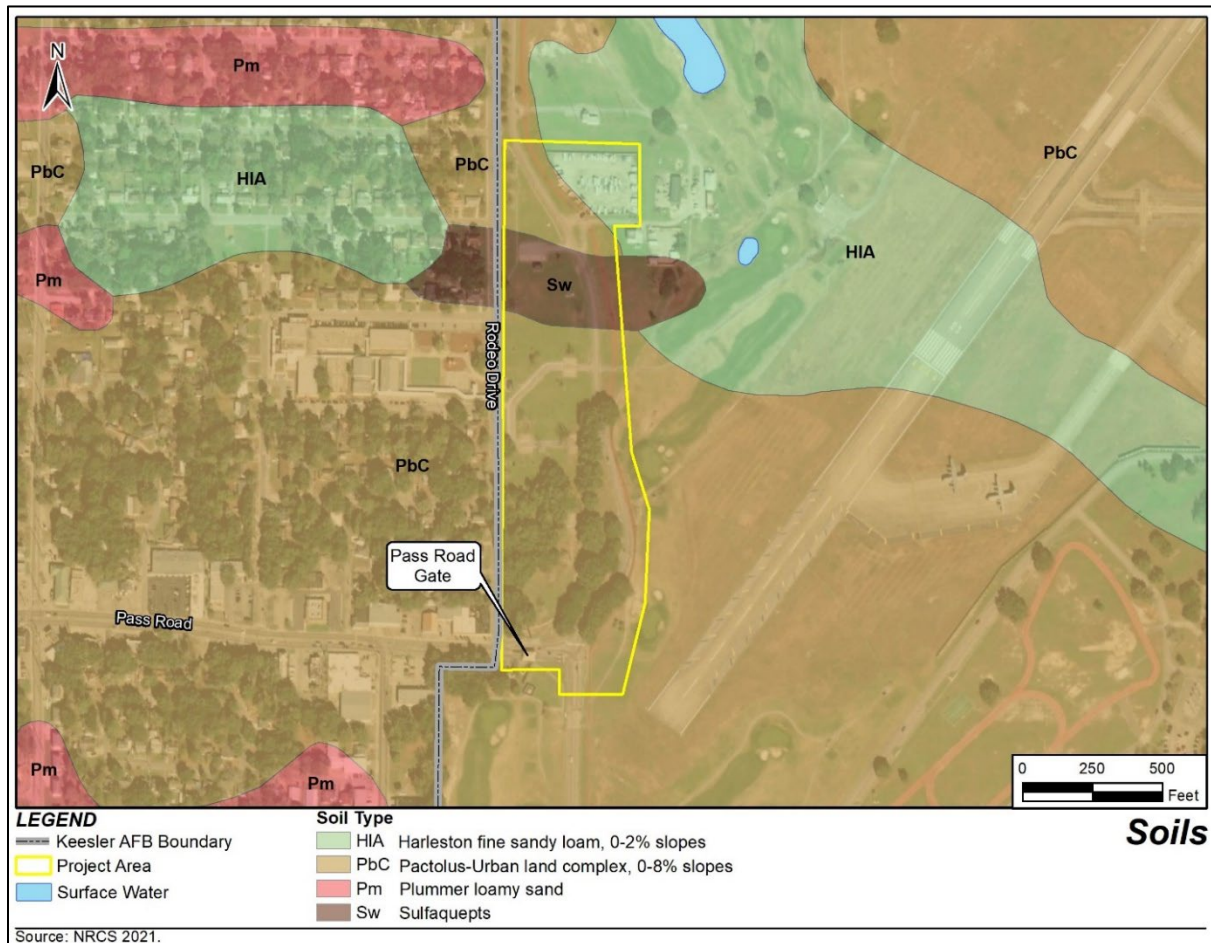 N
Pm
PbC
HIA
PbC
PbC
Pm
Sw
HIA
Rodeo Drive
PbC
Pass Road
Gate
Pass Road
Pm
Pm
0 250 500
Feet
LEGEND
Keesler AFB Boundary
Project Area
Surface Water
Soil Type
HIA Harleston fine sandy loam, 0-2% slopes
PbC Pactolus-Urban land complex, 0-8% slopes
Pm Plummer loamy sand
Sw Sulfaquepts
Soils
Source: NRCS 2021.